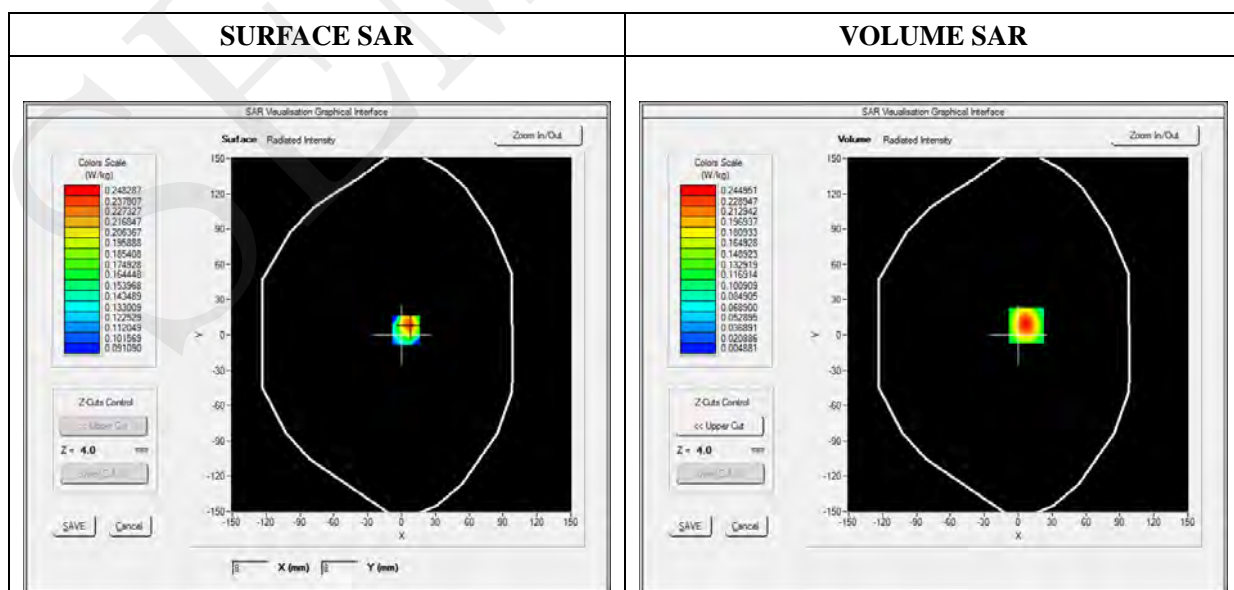 SURFACE SAR
VOLUME SAR
SAR Visualisation Graphical Interface
Surface Radiated Intensity
Zoom In/Out
Colors Scale
(W/kg)
0.248287
0.237807
0.227327
0.216847
0.206367
0.195888
0.185408
0.174928
0.164448
0.153968
0.143489
0.133009
0.122529
0.112049
0.101569
0.091090
150
120
90
60
30
0
-30
-60
-90
-120
-150
Y
-150 -120 -90 -60 -30 0 30 60 90 120 150
X
Z-Cuts Control
<< Upper Cut
Z = 4.0 mm
SAVE
Cancel
8 X (mm) 8 Y (mm)
SAR Visualisation Graphical Interface
Volume Radiated Intensity
Zoom In/Out
Colors Scale
(W/kg)
0.244951
0.228947
0.212942
0.196937
0.180933
0.164928
0.148923
0.132919
0.116914
0.100909
0.084905
0.068900
0.052895
0.036891
0.020886
0.004881
150
120
90
60
30
0
-30
-60
-90
-120
-150
Y
-150 -120 -90 -60 -30 0 30 60 90 120 150
X
Z-Cuts Control
<< Upper Cut
Z = 4.0 mm
SAVE
Cancel